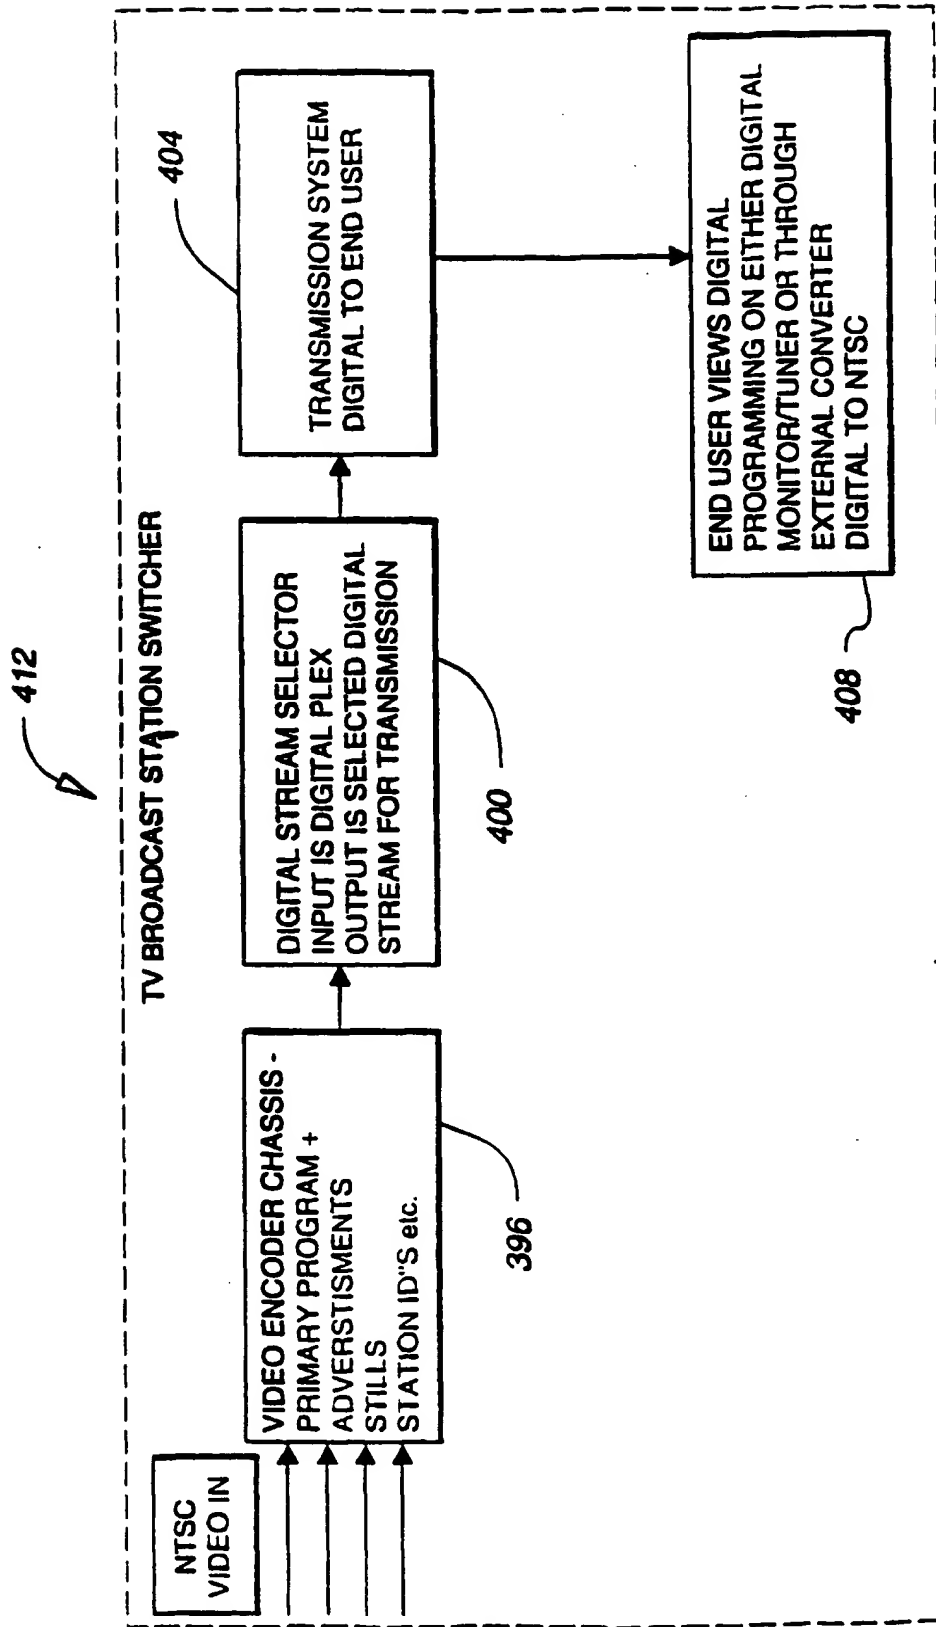 412
TV BROADCAST STATION SWITCHER
NTSC
VIDEO IN
VIDEO ENCODER CHASSIS -
PRIMARY PROGRAM +
ADVERSTISMENTS
STILLS
STATION ID"S etc.
396
DIGITAL STREAM SELECTOR
INPUT IS DIGITAL PLEX
OUTPUT IS SELECTED DIGITAL
STREAM FOR TRANSMISSION
400
TRANSMISSION SYSTEM
DIGITAL TO END USER
404
END USER VIEWS DIGITAL
PROGRAMMING ON EITHER DIGITAL
MONITOR/TUNER OR THROUGH
EXTERNAL CONVERTER
DIGITAL TO NTSC
408